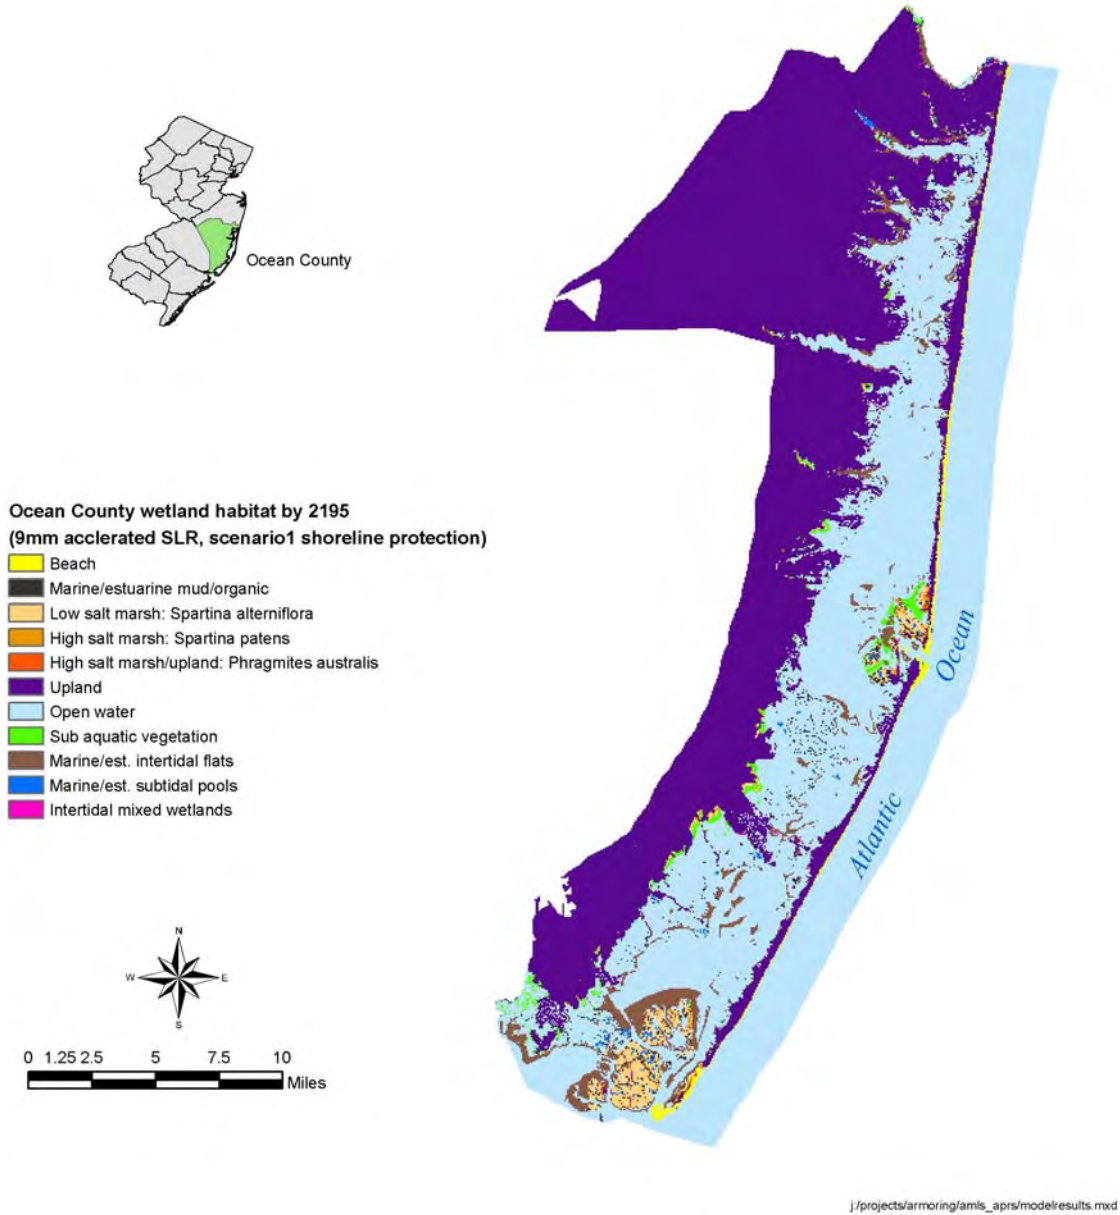 Ocean County
Ocean County wetland habitat by 2195
(9mm acclerated SLR, scenario1 shoreline protection)
Beach
Marine/estuarine mud/organic
Low salt marsh: Spartina alterniflora
High salt marsh: Spartina patens
High salt marsh/upland: Phragmites australis
Upland
Open water
Sub aquatic vegetation
Marine/est. intertidal flats
Marine/est. subtidal pools
Intertidal mixed wetlands
Atlantic Ocean
N
W E
S
0 1.25 2.5 5 7.5 10
Miles
j:/projects/armoring/amls_aprs/modelresults.mxd